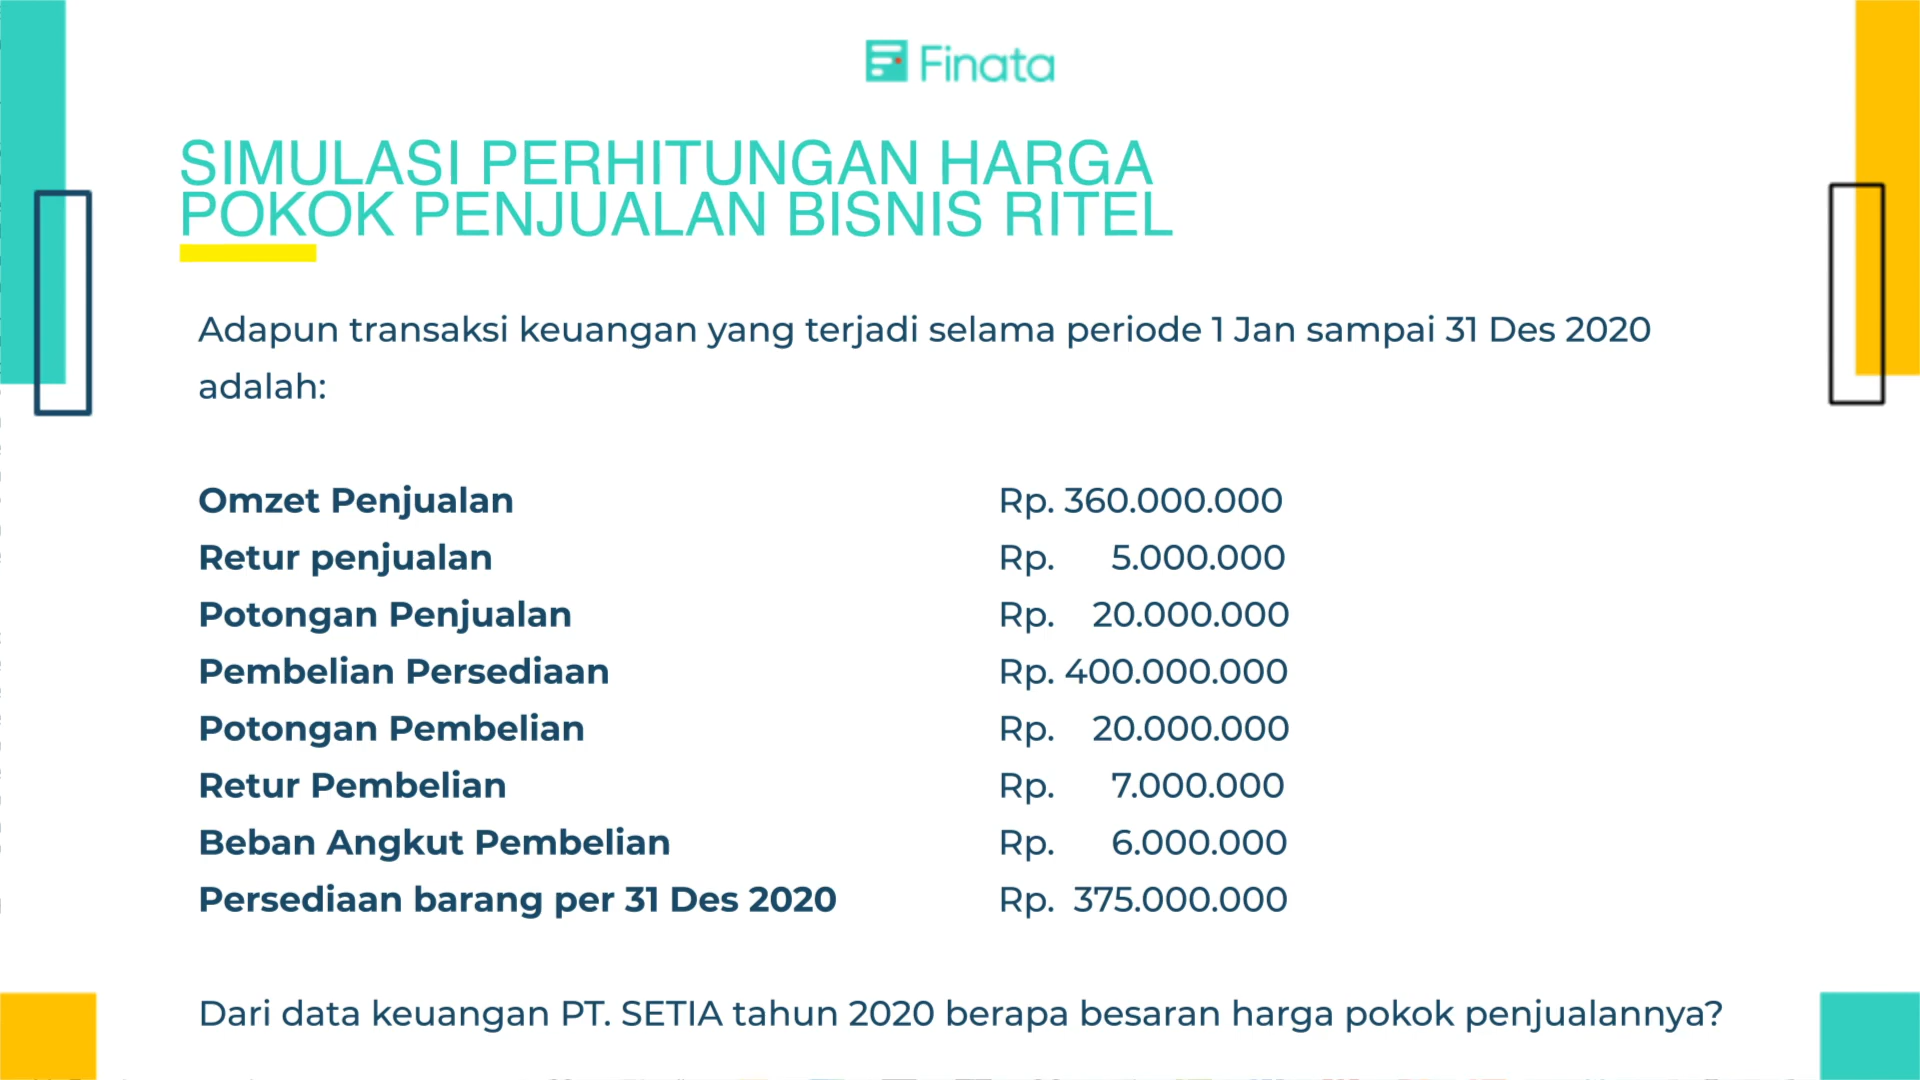 Finata
SIMULASI PERHITUNGAN HARGA
POKOK PENJUALAN BISNIS RITEL
Adapun transaksi keuangan yang terjadi selama periode 1 Jan sampai 31 Des 2020
adalah:
Omzet Penjualan Rp. 360.000.000
Retur penjualan Rp. 5.000.000
Potongan Penjualan Rp. 20.000.000
Pembelian Persediaan Rp. 400.000.000
Potongan Pembelian Rp. 20.000.000
Retur Pembelian Rp. 7.000.000
Beban Angkut Pembelian Rp. 6.000.000
Persediaan barang per 31 Des 2020 Rp. 375.000.000
Dari data keuangan PT. SETIA tahun 2020 berapa besaran harga pokok penjualannya?